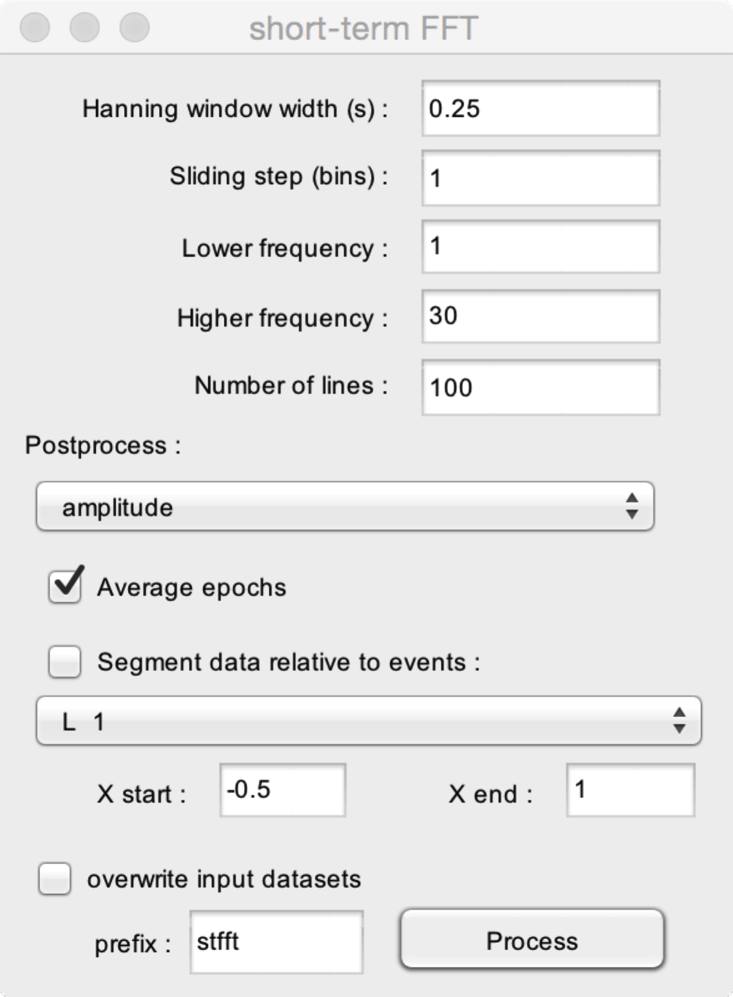 short-term FFT
Hanning window width (s) : 0.25
Sliding step (bins) : 1
Lower frequency : 1
Higher frequency : 30
Number of lines : 100
Postprocess :
amplitude
Average epochs
Segment data relative to events :
L 1
X start : -0.5 X end : 1
overwrite input datasets
prefix : stfft Process